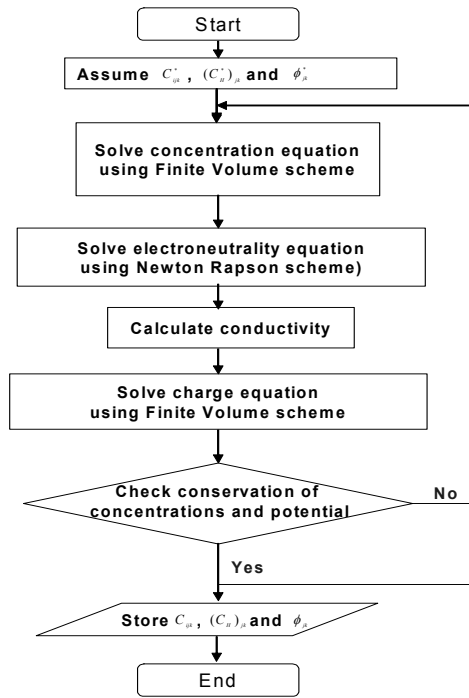 Start
Assume C*ijk , (C*H)jk and ϕ*jk
Solve concentration equation
using Finite Volume scheme
Solve electroneutrality equation
using Newton Rapson scheme)
Calculate conductivity
Solve charge equation
using Finite Volume scheme
Check conservation of
concentrations and potential
No
Yes
Store Cijk , (CH)jk and ϕjk
End